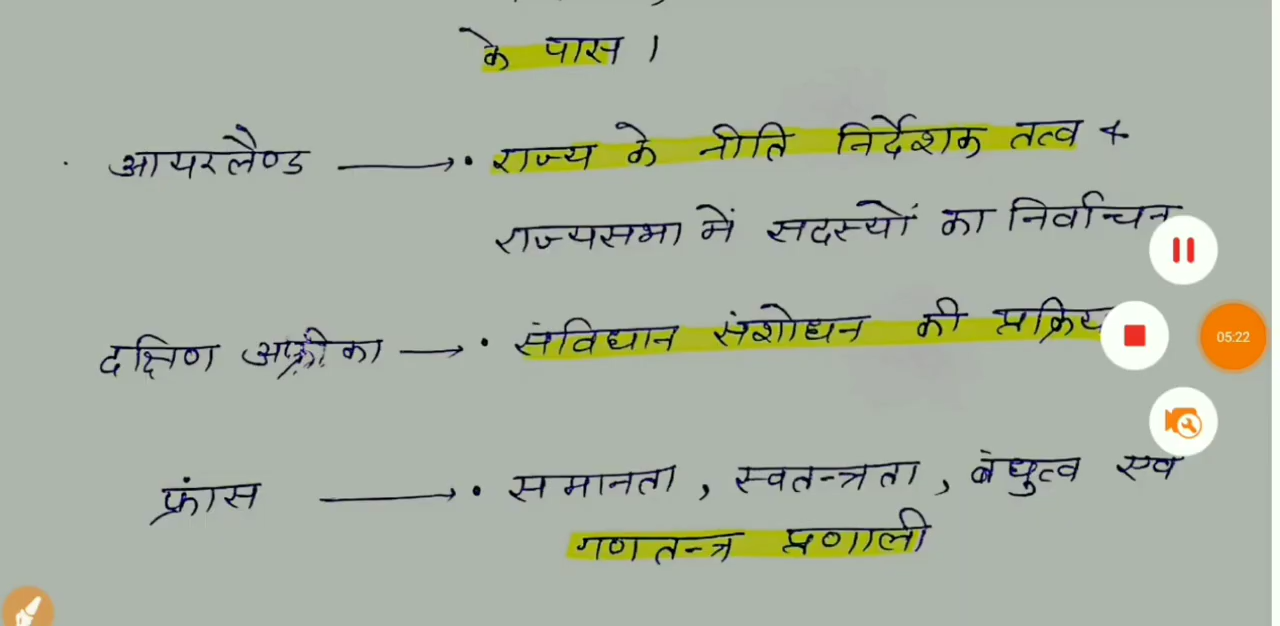 के पास ।
आयरलैण्ड → • राज्य के नीति निर्देशक तत्व &
राज्यसभा में सदस्यों का निर्वाचन
दक्षिण अफ्रीका → • संविधान संशोधन की प्रक्रिय
05:22
फ्रांस → • समानता , स्वतन्त्रता , बंधुत्व एव
गणतन्त्र प्रणाली